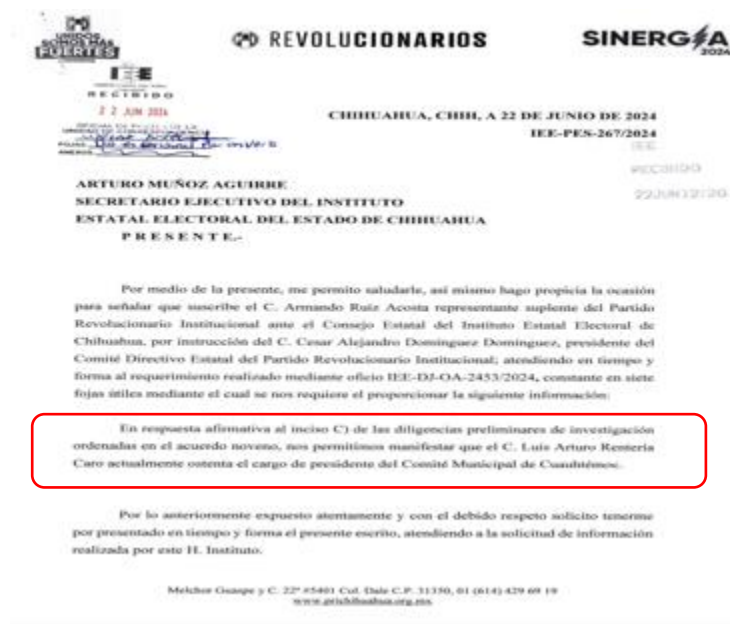 PRI
UNIDOS
SOMOS MÁS
FUERTES
PRI REVOLUCIONARIOS
SINERGIA
2024
IEE
RECIBIDO
22 JUN 2024
CHIHUAHUA, CHIH, A 22 DE JUNIO DE 2024
IEE-PES-267/2024
IEE
RECIBIDO
22JUN12:20
ARTURO MUÑOZ AGUIRRE
SECRETARIO EJECUTIVO DEL INSTITUTO
ESTATAL ELECTORAL DEL ESTADO DE CHIHUAHUA
P R E S E N T E.-
Por medio de la presente, me permito saludarle, así mismo hago propicia la ocasión
para señalar que suscribe el C. Armando Ruiz Acosta representante suplente del Partido
Revolucionario Institucional ante el Consejo Estatal del Instituto Estatal Electoral de
Chihuahua, por instrucción del C. Cesar Alejandro Domínguez Domínguez, presidente del
Comité Directivo Estatal del Partido Revolucionario Institucional; atendiendo en tiempo y
forma al requerimiento realizado mediante oficio IEE-DJ-OA-2453/2024, constante en siete
fojas útiles mediante el cual se nos requiere el proporcionar la siguiente información:
En respuesta afirmativa al inciso C) de las diligencias preliminares de investigación
ordenadas en el acuerdo noveno, nos permitimos manifestar que el C. Luis Arturo Rentería
Caro actualmente ostenta el cargo de presidente del Comité Municipal de Cuauhtémoc.
Por lo anteriormente expuesto atentamente y con el debido respeto solicito tenerme
por presentado en tiempo y forma el presente escrito, atendiendo a la solicitud de información
realizada por este H. Instituto.
Melchor Guaspe y C. 22ª #5401 Col. Dale C.P. 31350, 01 (614) 429 69 19
www.prichihuahua.org.mx